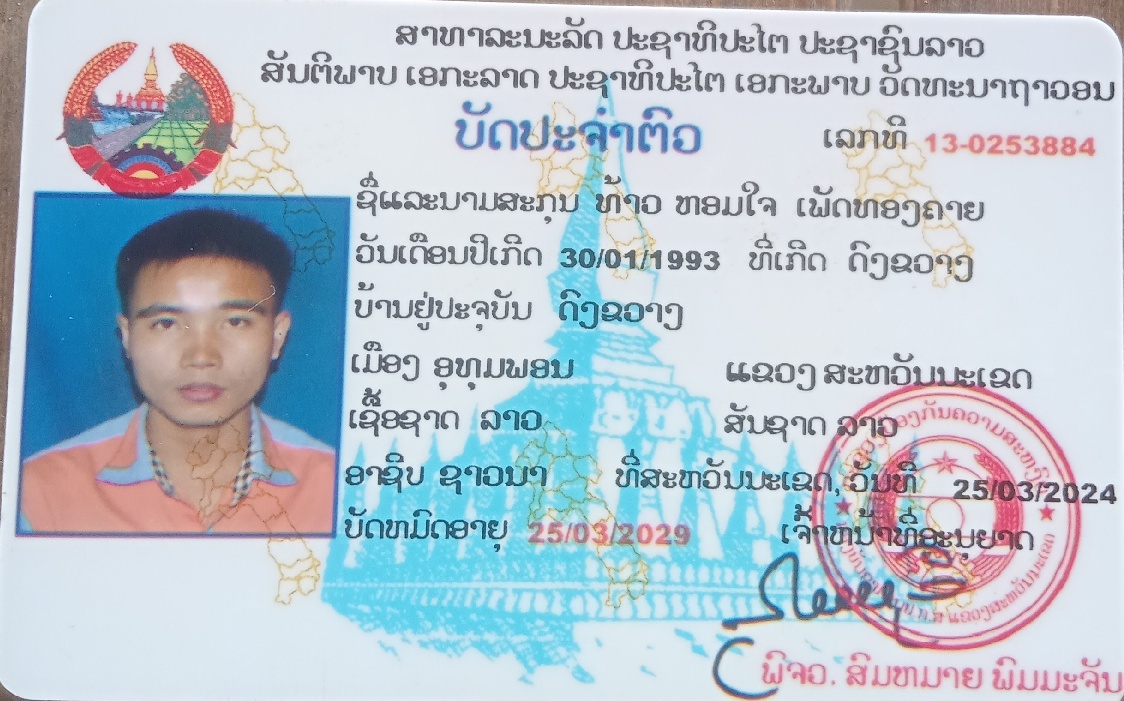 ສາທາລະນະລັດ ປະຊາທິປະໄຕ ປະຊາຊົນລາວ
ສັນຕິພາບ ເອກະລາດ ປະຊາທິປະໄຕ ເອກະພາບ ວັດທະນາຖາວອນ
ບັດປະຈຳຕົວ ເລກທີ 13-0253884
ຊື່ແລະນາມສະກຸນ ທ້າວ ຫອມໃຈ ເພັດທອງຄາຍ
ວັນເດືອນປີເກີດ 30/01/1993 ທີ່ເກີດ ດົງຂວາງ
ບ້ານຢູ່ປະຈຸບັນ ດົງຂວາງ
ເມືອງ ອຸທຸມພອນ ແຂວງ ສະຫວັນນະເຂດ
ເຊື້ອຊາດ ລາວ ສັນຊາດ ລາວ
ອາຊີບ ຊາວນາ ທີ່ສະຫວັນນະເຂດ, ວັນທີ 25/03/2024
ບັດຫມົດອາຍຸ 25/03/2029 ເຈົ້າຫນ້າທີ່ອະນຸຍາດ
ພິຈວ. ສົມຫມາຍ ພິມມະຈັນ